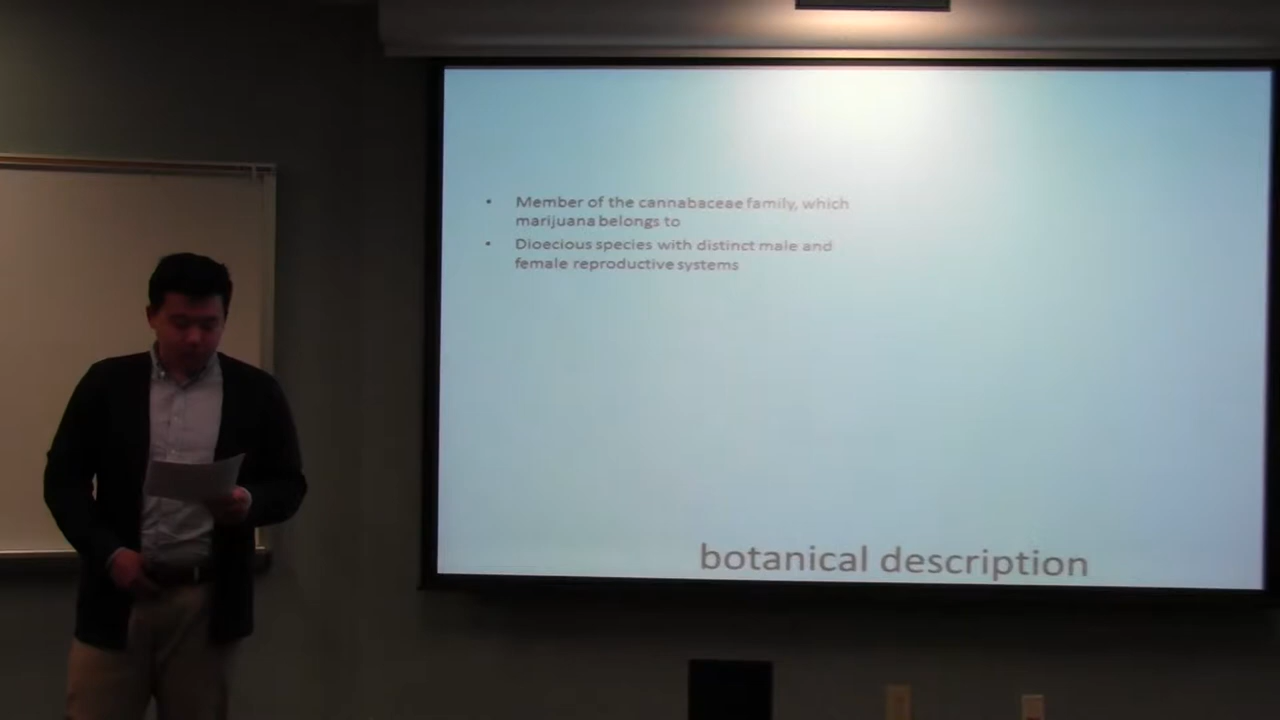 • Member of the cannabaceae family, which
marijuana belongs to
• Dioecious species with distinct male and
female reproductive systems
botanical description